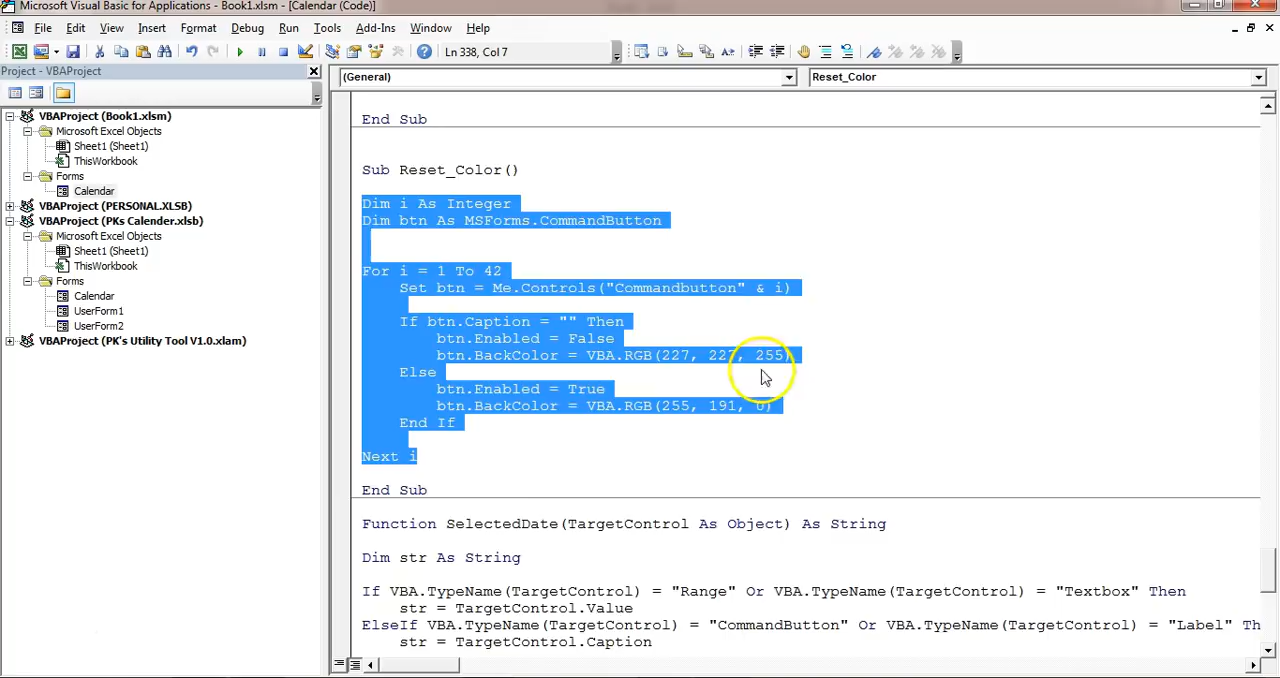 Microsoft Visual Basic for Applications - Book1.xlsm - [Calendar (Code)]
File Edit View Insert Format Debug Run Tools Add-Ins Window Help
Ln 338, Col 7
Project - VBAProject
(General) Reset_Color
VBAProject (Book1.xlsm)
Microsoft Excel Objects
Sheet1 (Sheet1)
ThisWorkbook
Forms
Calendar
VBAProject (PERSONAL.XLSB)
VBAProject (PKs Calender.xlsb)
Microsoft Excel Objects
Sheet1 (Sheet1)
ThisWorkbook
Forms
Calendar
UserForm1
UserForm2
VBAProject (PK's Utility Tool V1.0.xlam)
End Sub
Sub Reset_Color()
Dim i As Integer
Dim btn As MSForms.CommandButton
For i = 1 To 42
Set btn = Me.Controls("Commandbutton" & i)
If btn.Caption = "" Then
btn.Enabled = False
btn.BackColor = VBA.RGB(227, 227, 255)
Else
btn.Enabled = True
btn.BackColor = VBA.RGB(255, 191, 0)
End If
Next i
End Sub
Function SelectedDate(TargetControl As Object) As String
Dim str As String
If VBA.TypeName(TargetControl) = "Range" Or VBA.TypeName(TargetControl) = "Textbox" Then
str = TargetControl.Value
ElseIf VBA.TypeName(TargetControl) = "CommandButton" Or VBA.TypeName(TargetControl) = "Label" Th
str = TargetControl.Caption